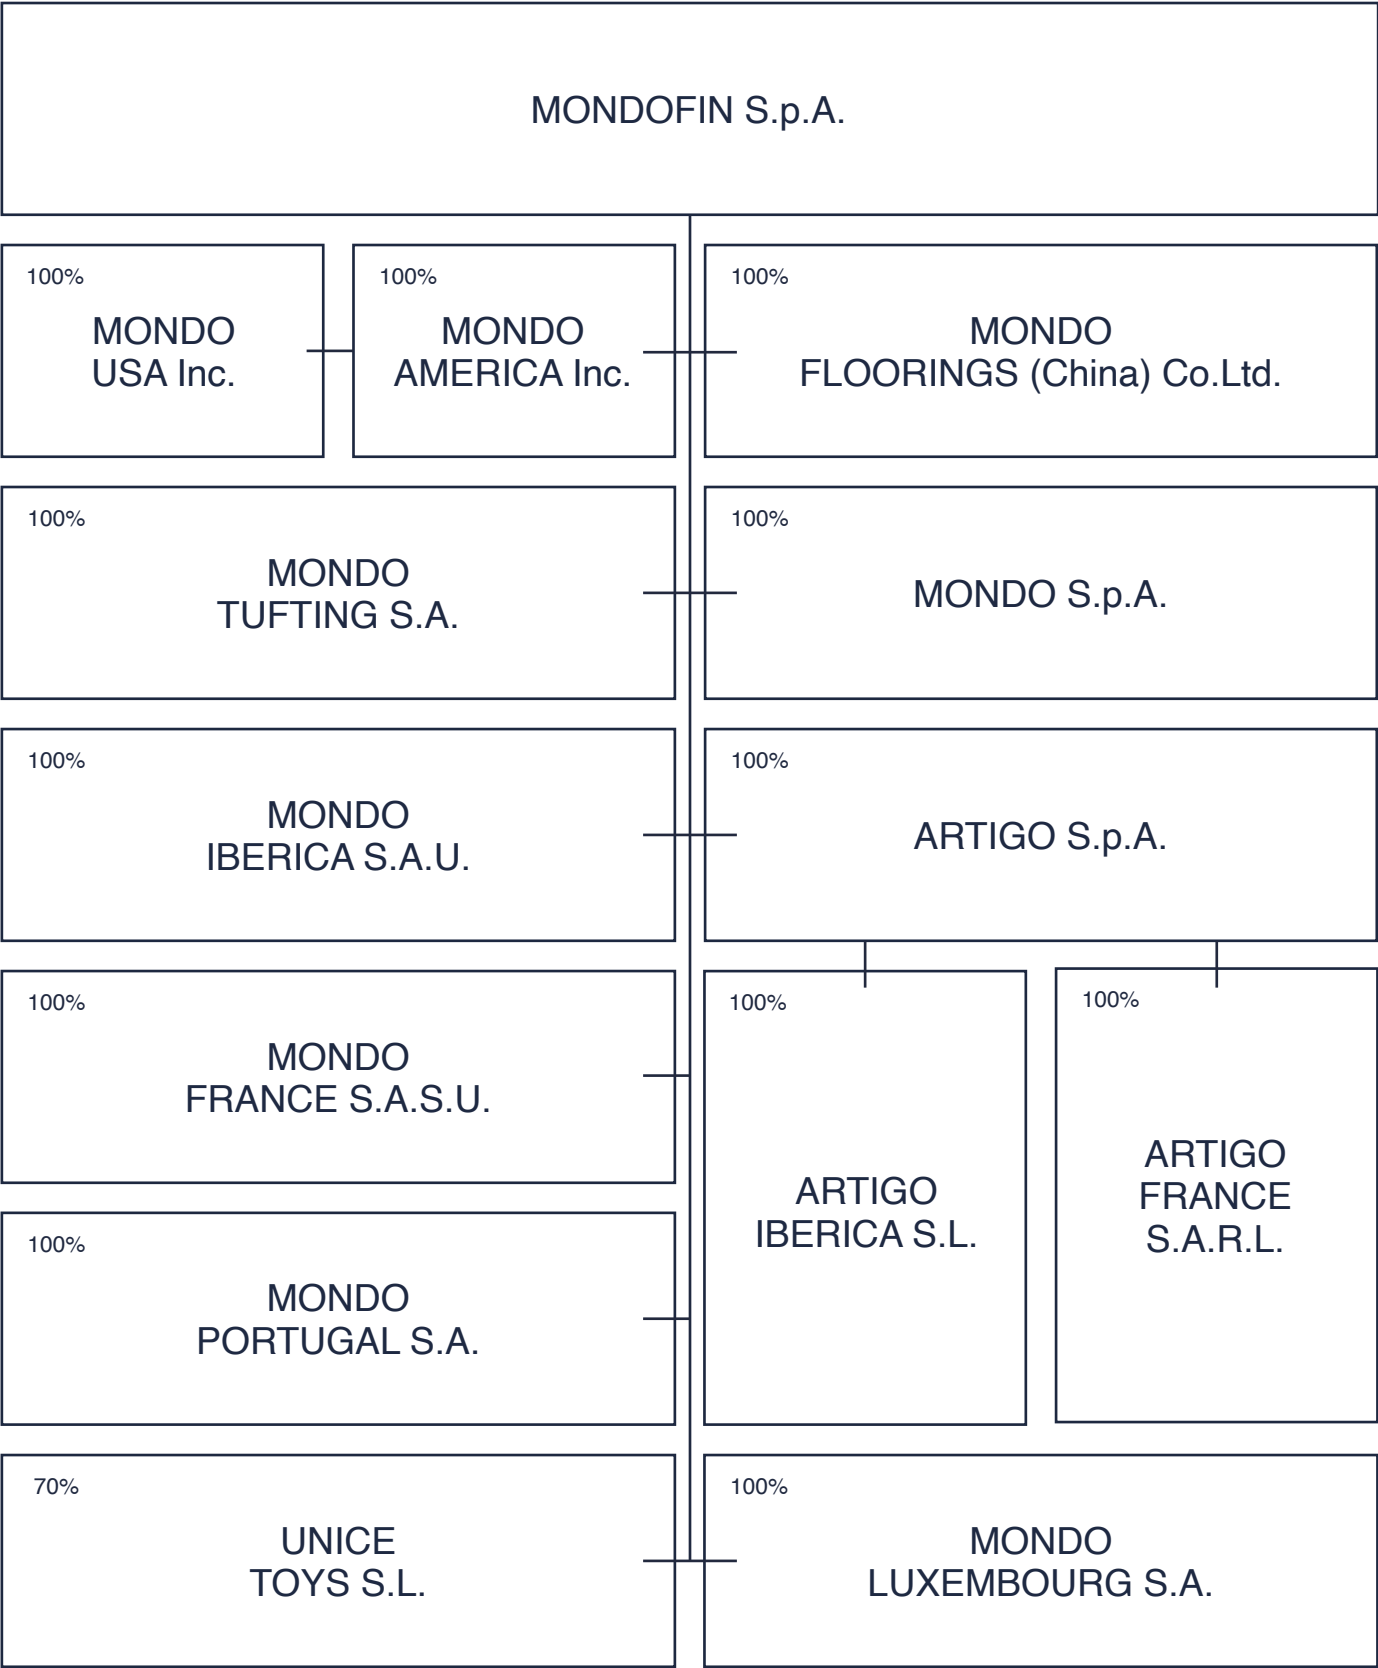 MONDOFIN S.p.A.
100%
MONDO
USA Inc.
100%
MONDO
AMERICA Inc.
100%
MONDO
FLOORINGS (China) Co.Ltd.
100%
MONDO
TUFTING S.A.
100%
MONDO S.p.A.
100%
MONDO
IBERICA S.A.U.
100%
ARTIGO S.p.A.
100%
MONDO
FRANCE S.A.S.U.
100%
ARTIGO
IBERICA S.L.
100%
ARTIGO
FRANCE
S.A.R.L.
100%
MONDO
PORTUGAL S.A.
70%
UNICE
TOYS S.L.
100%
MONDO
LUXEMBOURG S.A.